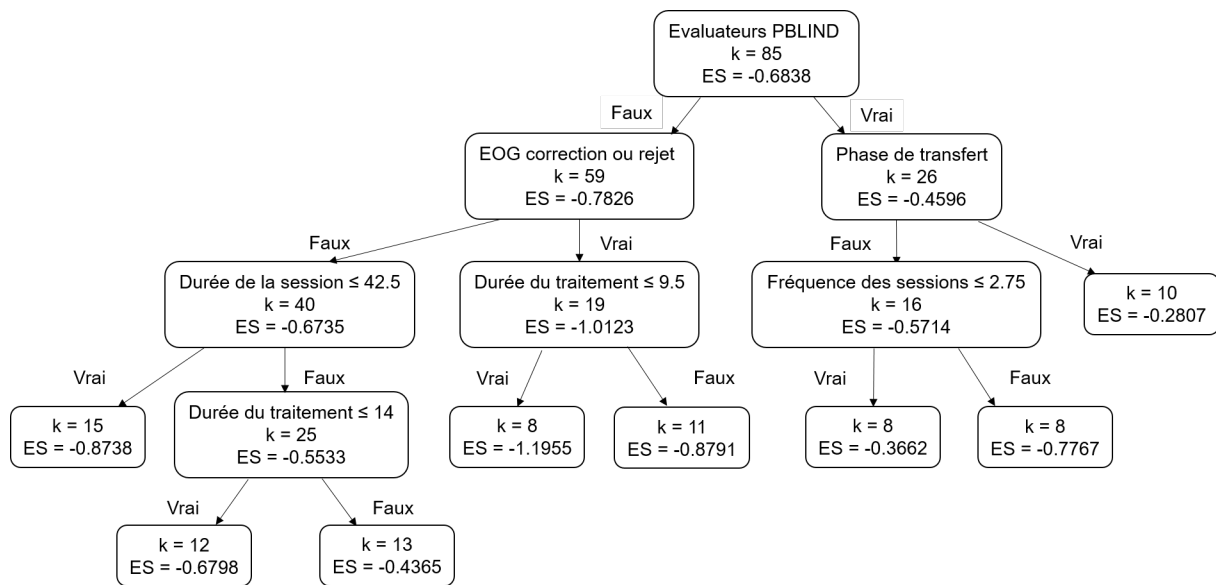 Evaluateurs PBLIND
k = 85
ES = -0.6838
Faux
Vrai
EOG correction ou rejet
k = 59
ES = -0.7826
Phase de transfert
k = 26
ES = -0.4596
Faux
Vrai
Faux
Vrai
Durée de la session ≤ 42.5
k = 40
ES = -0.6735
Durée du traitement ≤ 9.5
k = 19
ES = -1.0123
Fréquence des sessions ≤ 2.75
k = 16
ES = -0.5714
k = 10
ES = -0.2807
Vrai
Faux
Vrai
Faux
Vrai
Faux
k = 15
ES = -0.8738
Durée du traitement ≤ 14
k = 25
ES = -0.5533
k = 8
ES = -1.1955
k = 11
ES = -0.8791
k = 8
ES = -0.3662
k = 8
ES = -0.7767
Vrai
Faux
k = 12
ES = -0.6798
k = 13
ES = -0.4365